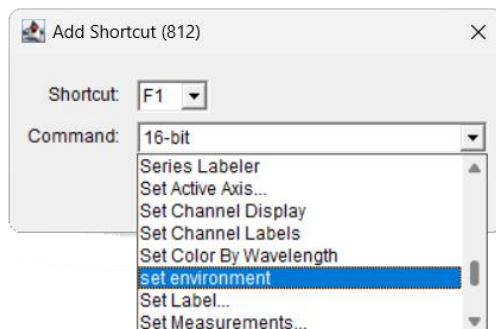 Add Shortcut (812)
Shortcut: F1
Command: 16-bit
Series Labeler
Set Active Axis...
Set Channel Display
Set Channel Labels
Set Color By Wavelength
set environment
Set Label...
Set Measurements...